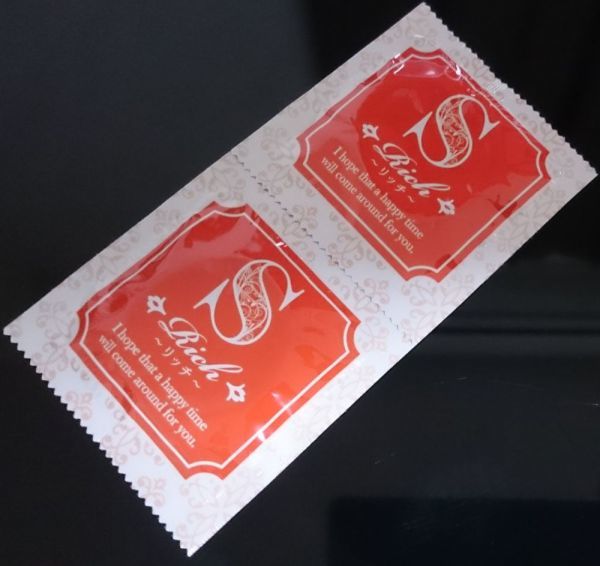 S
Rich
~リッチ~
I hope that a happy time
will come around for you.
S
Rich
~リッチ~
I hope that a happy time
will come around for you.